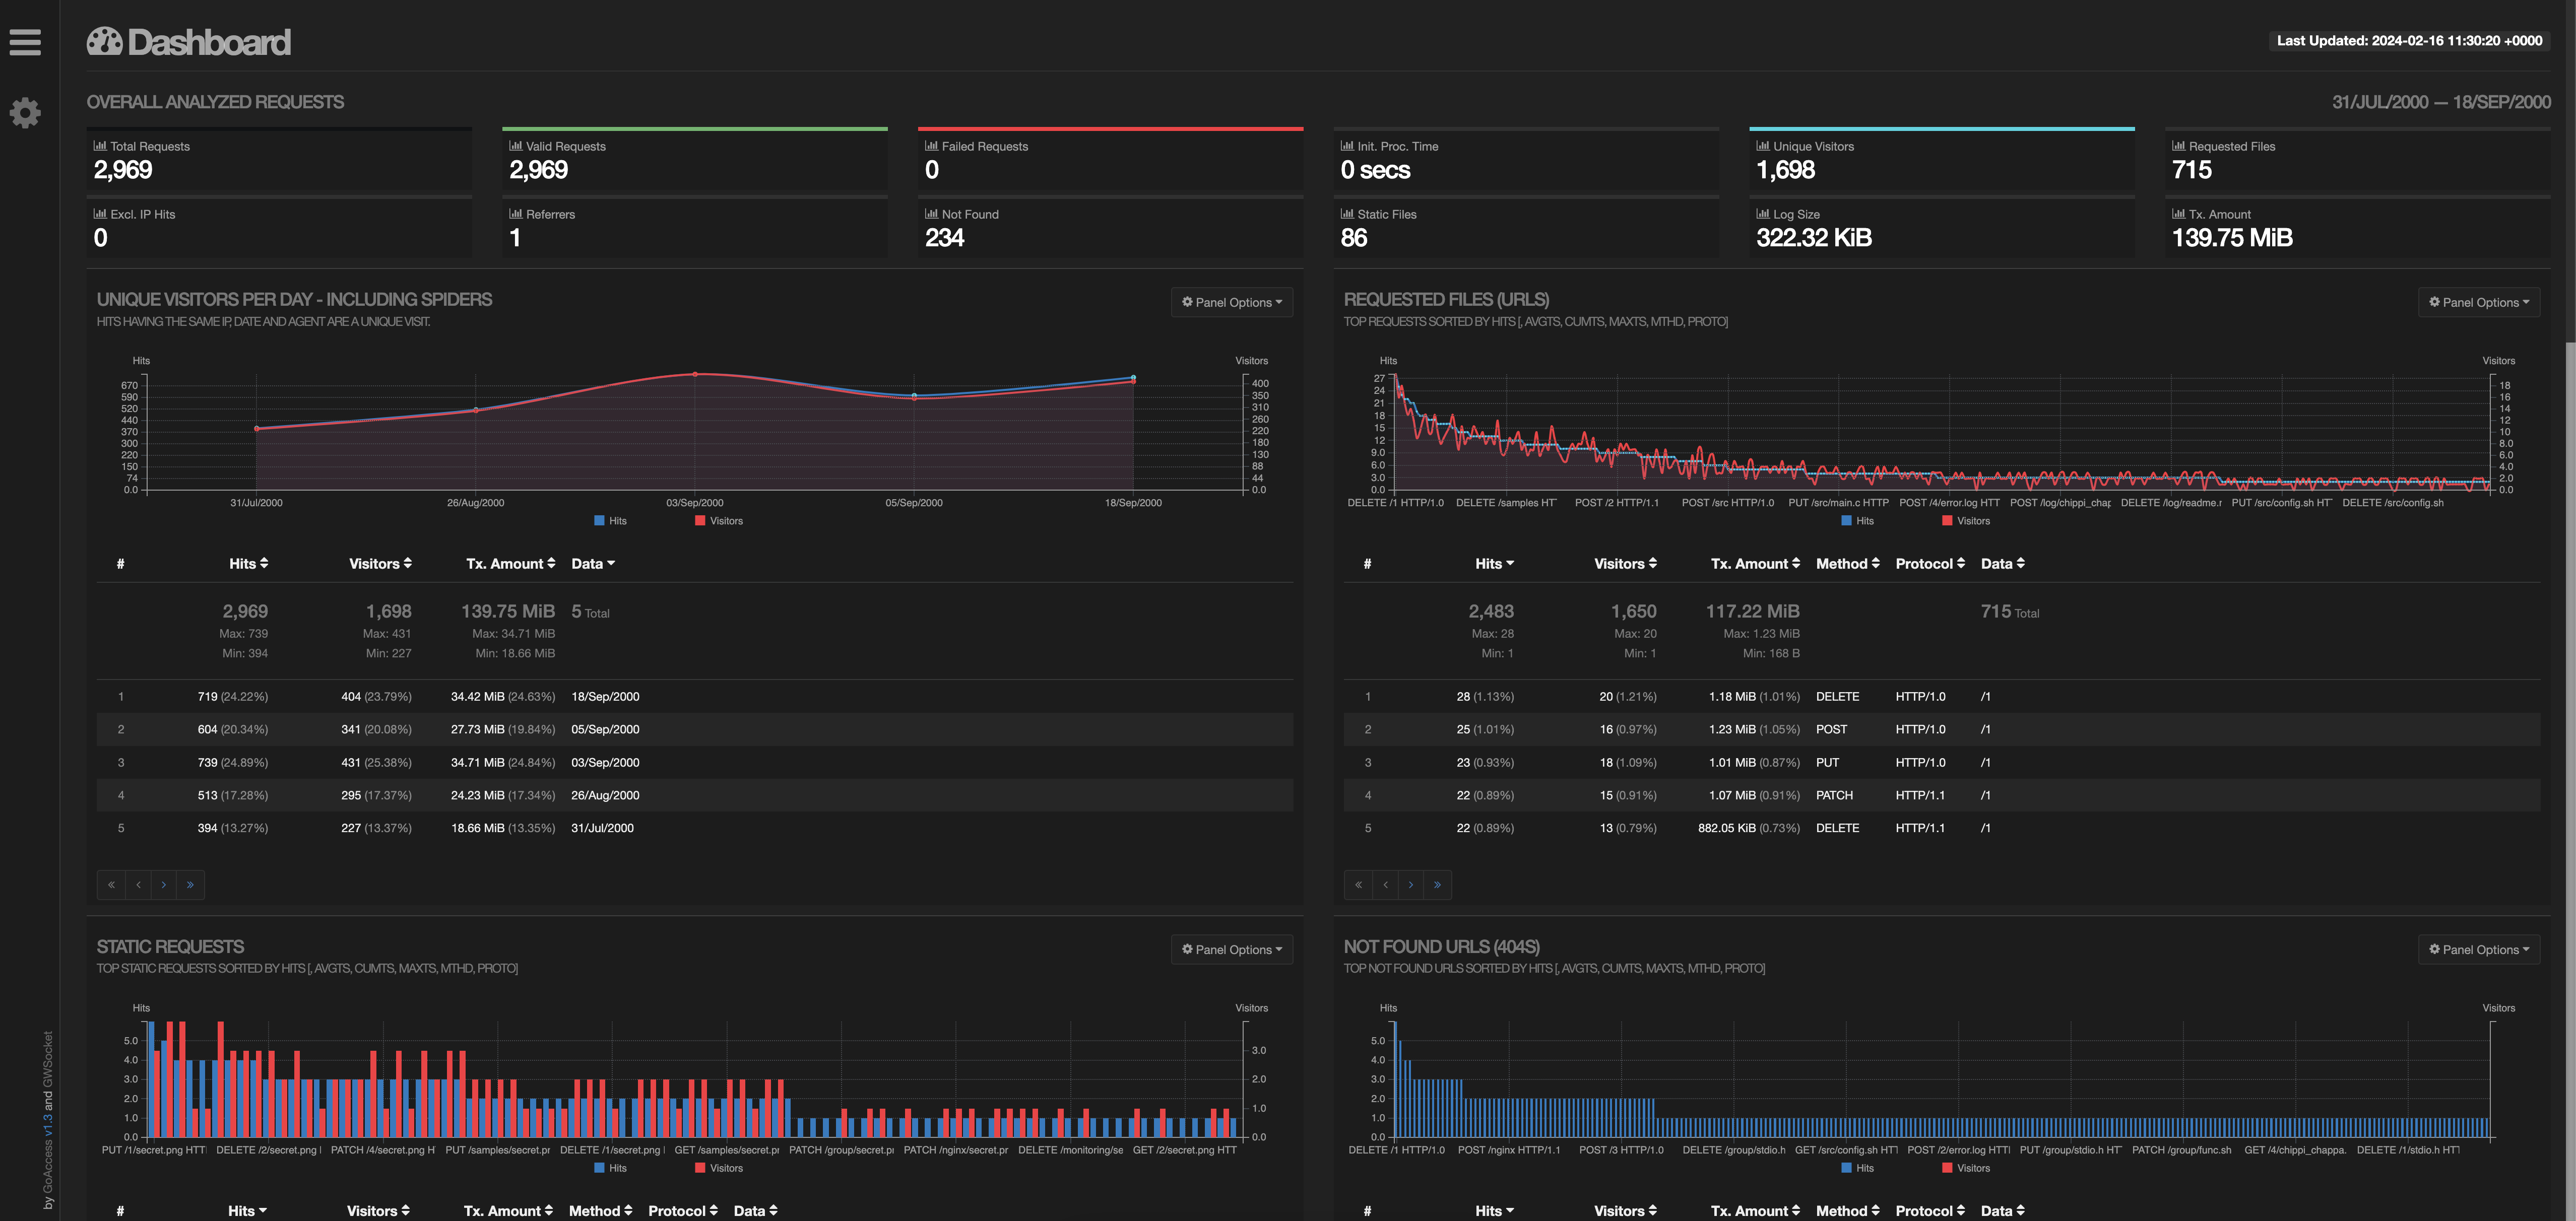 Dashboard
Last Updated: 2024-02-16 11:30:20 +0000
OVERALL ANALYZED REQUESTS
31/JUL/2000 — 18/SEP/2000
Total Requests
2,969
Valid Requests
2,969
Failed Requests
0
Init. Proc. Time
0 secs
Unique Visitors
1,698
Requested Files
715
Excl. IP Hits
0
Referrers
1
Not Found
234
Static Files
86
Log Size
322.32 KiB
Tx. Amount
139.75 MiB
UNIQUE VISITORS PER DAY - INCLUDING SPIDERS
Panel Options
HITS HAVING THE SAME IP, DATE AND AGENT ARE A UNIQUE VISIT.
Hits
Visitors
670
590
520
440
370
300
220
150
74
0.0
400
350
310
260
220
180
130
88
44
0.0
31/Jul/2000 26/Aug/2000 03/Sep/2000 05/Sep/2000 18/Sep/2000
Hits Visitors
# Hits Visitors Tx. Amount Data
2,969 1,698 139.75 MiB 5 Total
Max: 739 Max: 431 Max: 34.71 MiB
Min: 394 Min: 227 Min: 18.66 MiB
1 719 (24.22%) 404 (23.79%) 34.42 MiB (24.63%) 18/Sep/2000
2 604 (20.34%) 341 (20.08%) 27.73 MiB (19.84%) 05/Sep/2000
3 739 (24.89%) 431 (25.38%) 34.71 MiB (24.84%) 03/Sep/2000
4 513 (17.28%) 295 (17.37%) 24.23 MiB (17.34%) 26/Aug/2000
5 394 (13.27%) 227 (13.37%) 18.66 MiB (13.35%) 31/Jul/2000
« ‹ › »
REQUESTED FILES (URLS)
Panel Options
TOP REQUESTS SORTED BY HITS [, AVGTS, CUMTS, MAXTS, MTHD, PROTO]
Hits
Visitors
27
24
21
18
15
12
9.0
6.0
3.0
0.0
18
16
14
12
10
8.0
6.0
4.0
2.0
0.0
DELETE /1 HTTP/1.0 DELETE /samples HT POST /2 HTTP/1.1 POST /src HTTP/1.0 PUT /src/main.c HTTP POST /4/error.log HTT POST /log/chippi_chap DELETE /log/readme.r PUT /src/config.sh HT DELETE /src/config.sh
Hits Visitors
# Hits Visitors Tx. Amount Method Protocol Data
2,483 1,650 117.22 MiB 715 Total
Max: 28 Max: 20 Max: 1.23 MiB
Min: 1 Min: 1 Min: 168 B
1 28 (1.13%) 20 (1.21%) 1.18 MiB (1.01%) DELETE HTTP/1.0 /1
2 25 (1.01%) 16 (0.97%) 1.23 MiB (1.05%) POST HTTP/1.0 /1
3 23 (0.93%) 18 (1.09%) 1.01 MiB (0.87%) PUT HTTP/1.0 /1
4 22 (0.89%) 15 (0.91%) 1.07 MiB (0.91%) PATCH HTTP/1.1 /1
5 22 (0.89%) 13 (0.79%) 882.05 KiB (0.73%) DELETE HTTP/1.1 /1
« ‹ › »
STATIC REQUESTS
Panel Options
TOP STATIC REQUESTS SORTED BY HITS [, AVGTS, CUMTS, MAXTS, MTHD, PROTO]
Hits
Visitors
5.0
4.0
3.0
2.0
1.0
0.0
3.0
2.0
1.0
0.0
PUT /1/secret.png HTT DELETE /2/secret.png PATCH /4/secret.png H PUT /samples/secret.pr DELETE /1/secret.png GET /samples/secret.pr PATCH /group/secret.p PATCH /nginx/secret.pr DELETE /monitoring/se GET /2/secret.png HTT
Hits Visitors
# Hits Visitors Tx. Amount Method Protocol Data
NOT FOUND URLS (404S)
Panel Options
TOP NOT FOUND URLS SORTED BY HITS [, AVGTS, CUMTS, MAXTS, MTHD, PROTO]
Hits
Visitors
5.0
4.0
3.0
2.0
1.0
0.0
DELETE /1 HTTP/1.0 POST /nginx HTTP/1.1 POST /3 HTTP/1.0 DELETE /group/stdio.h GET /src/config.sh HTT POST /2/error.log HTT PUT /group/stdio.h HT PATCH /group/func.sh GET /4/chippi_chappa. DELETE /1/stdio.h HT
Hits Visitors
# Hits Visitors Tx. Amount Method Protocol Data
by GoAccess v1.3 and GWSocket